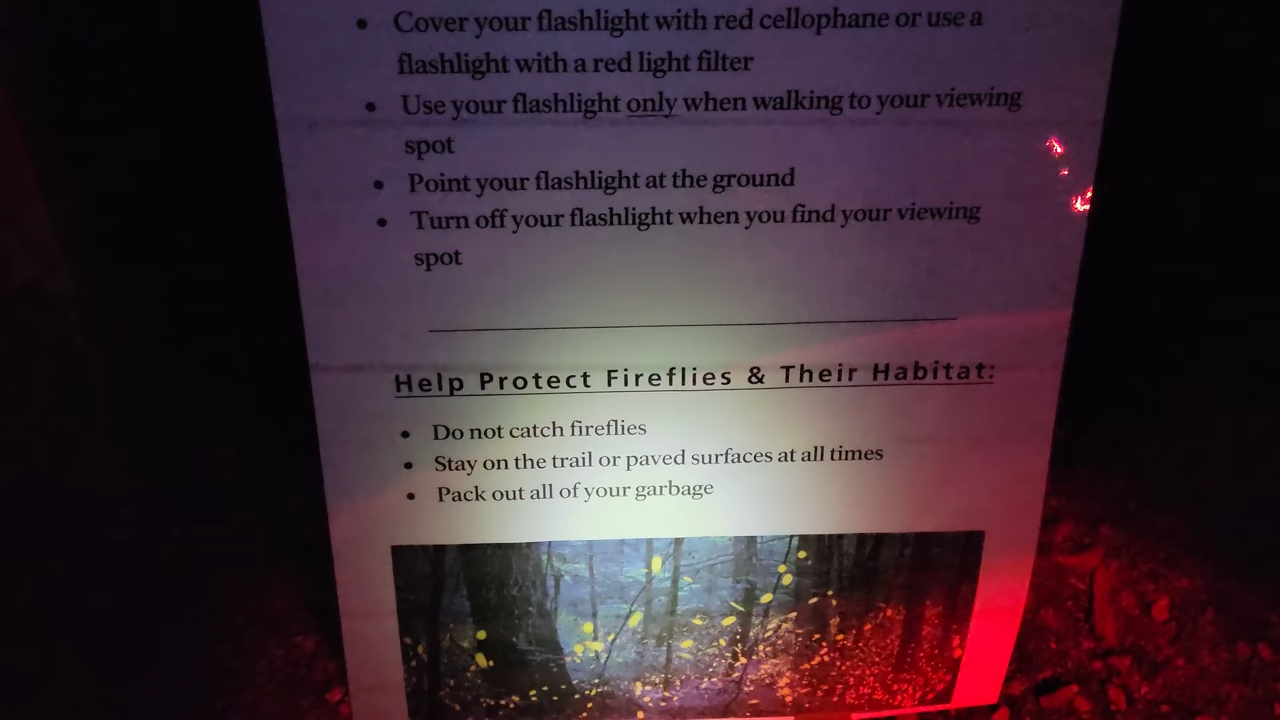 • Cover your flashlight with red cellophane or use a
flashlight with a red light filter
• Use your flashlight only when walking to your viewing
spot
• Point your flashlight at the ground
• Turn off your flashlight when you find your viewing
spot
Help Protect Fireflies & Their Habitat:
• Do not catch fireflies
• Stay on the trail or paved surfaces at all times
• Pack out all of your garbage